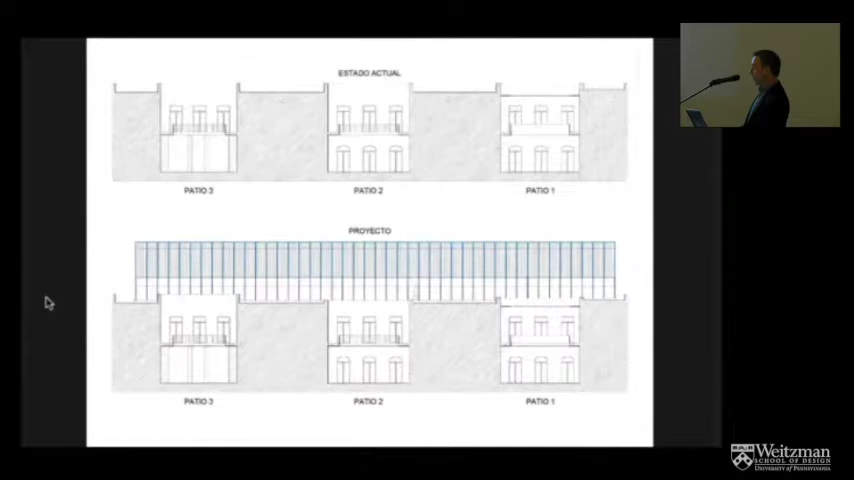 ESTADO ACTUAL
PATIO 3 PATIO 2 PATIO 1
PROYECTO
PATIO 3 PATIO 2 PATIO 1
Weitzman
SCHOOL OF DESIGN
UNIVERSITY OF PENNSYLVANIA